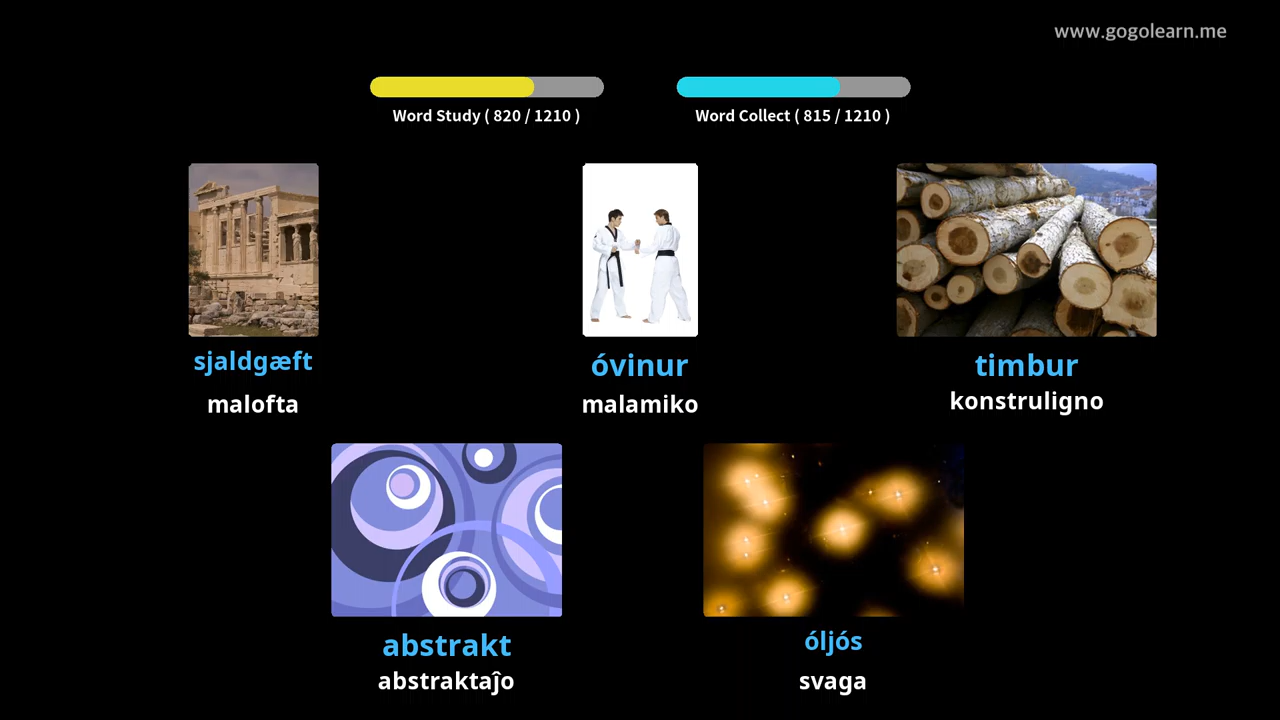 www.gogolearn.me
Word Study ( 820 / 1210 )
Word Collect ( 815 / 1210 )
sjaldgæft
malofta
óvinur
malamiko
timbur
konstruligno
abstrakt
abstraktaĵo
óljós
svaga